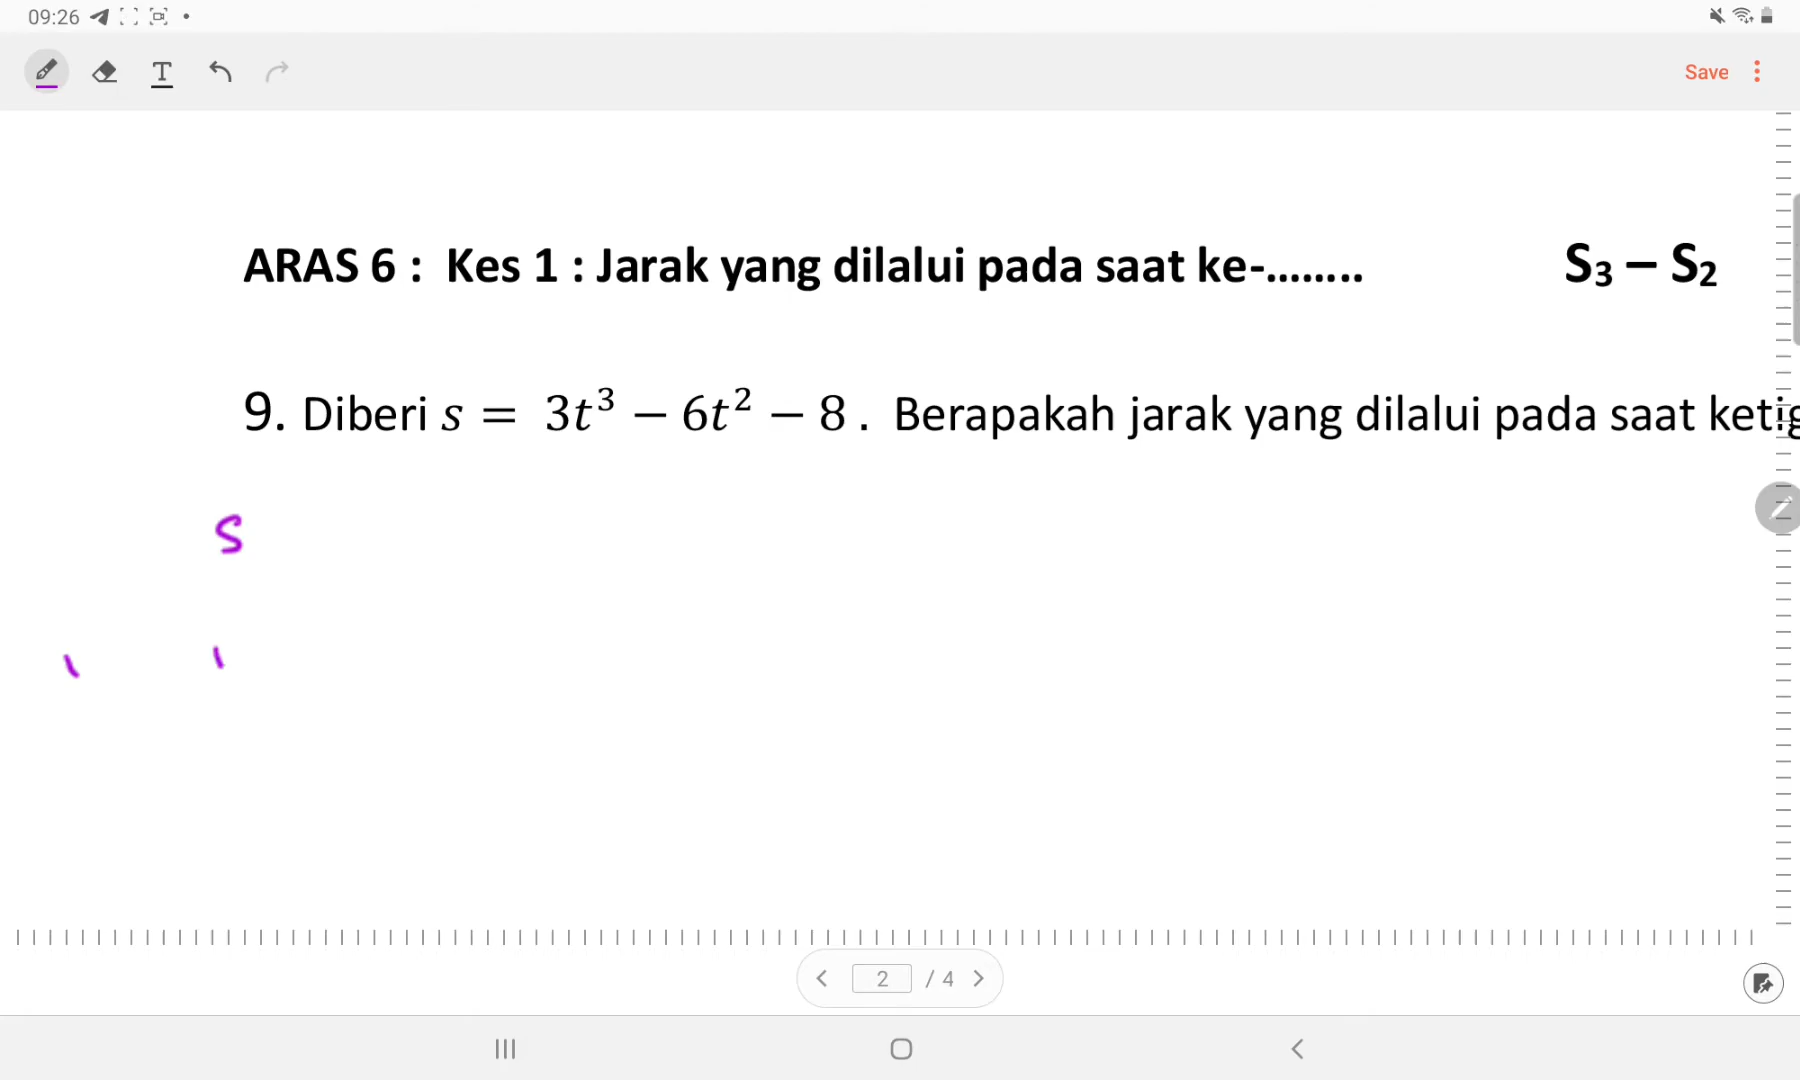 09:26
Save
ARAS 6 : Kes 1 : Jarak yang dilalui pada saat ke-........ S₃ – S₂
9. Diberi s = 3t³ − 6t² − 8 . Berapakah jarak yang dilalui pada saat ketig
S
2 / 4